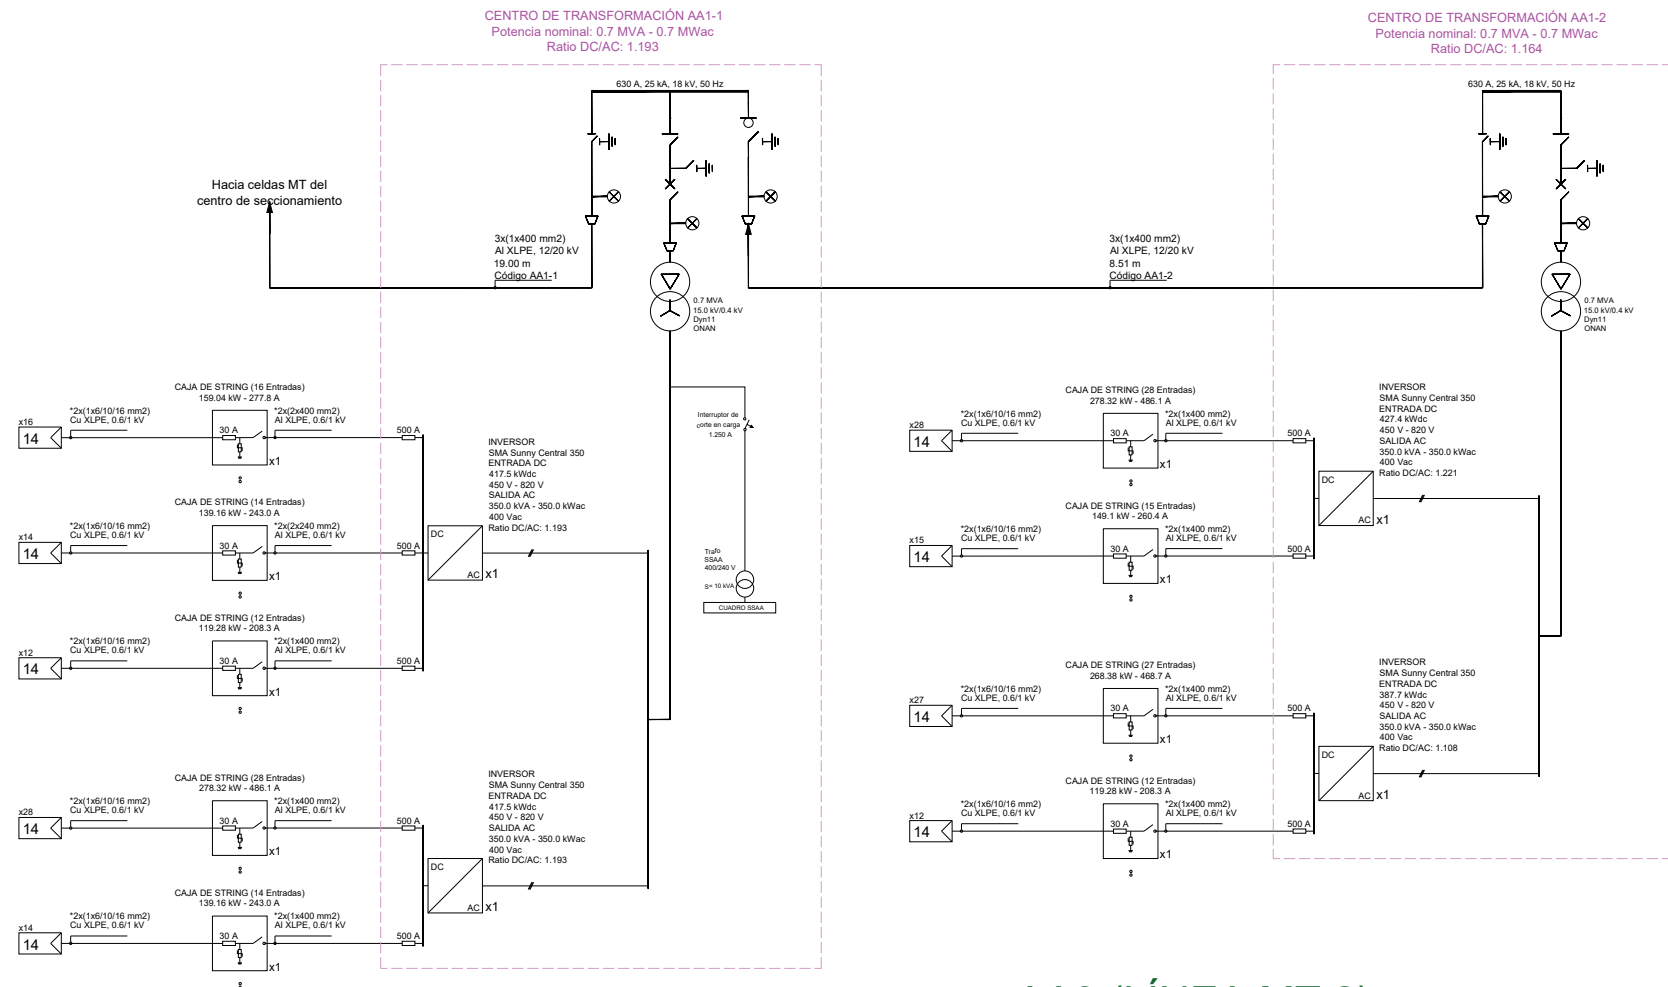 CENTRO DE TRANSFORMACIÓN AA1-1
Potencia nominal: 0.7 MVA - 0.7 MWac
Ratio DC/AC: 1.193
630 A, 25 kA, 18 kV, 50 Hz
Hacia celdas MT del
centro de seccionamiento
3x(1x400 mm2)
Al XLPE, 12/20 kV
19.00 m
Código AA1-1
0.7 MVA
15.0 kV/0.4 kV
Dyn11
ONAN
Interruptor de
corte en carga
1.250 A
Trafo
SSAA
400/240 V
S= 10 kVA
CUADRO SSAA
CAJA DE STRING (16 Entradas)
159.04 kW - 277.8 A
x16
14
*2x(1x6/10/16 mm2)
Cu XLPE, 0.6/1 kV
30 A
x1
*2x(2x400 mm2)
Al XLPE, 0.6/1 kV
500 A
CAJA DE STRING (14 Entradas)
139.16 kW - 243.0 A
x14
14
*2x(1x6/10/16 mm2)
Cu XLPE, 0.6/1 kV
30 A
x1
*2x(2x240 mm2)
Al XLPE, 0.6/1 kV
500 A
CAJA DE STRING (12 Entradas)
119.28 kW - 208.3 A
x12
14
*2x(1x6/10/16 mm2)
Cu XLPE, 0.6/1 kV
30 A
x1
*2x(1x400 mm2)
Al XLPE, 0.6/1 kV
500 A
INVERSOR
SMA Sunny Central 350
ENTRADA DC
417.5 kWdc
450 V - 820 V
SALIDA AC
350.0 kVA - 350.0 kWac
400 Vac
Ratio DC/AC: 1.193
DC
AC
x1
CAJA DE STRING (28 Entradas)
278.32 kW - 486.1 A
x28
14
*2x(1x6/10/16 mm2)
Cu XLPE, 0.6/1 kV
30 A
x1
*2x(1x400 mm2)
Al XLPE, 0.6/1 kV
500 A
CAJA DE STRING (14 Entradas)
139.16 kW - 243.0 A
x14
14
*2x(1x6/10/16 mm2)
Cu XLPE, 0.6/1 kV
30 A
x1
*2x(1x400 mm2)
Al XLPE, 0.6/1 kV
500 A
INVERSOR
SMA Sunny Central 350
ENTRADA DC
417.5 kWdc
450 V - 820 V
SALIDA AC
350.0 kVA - 350.0 kWac
400 Vac
Ratio DC/AC: 1.193
DC
AC
x1
CENTRO DE TRANSFORMACIÓN AA1-2
Potencia nominal: 0.7 MVA - 0.7 MWac
Ratio DC/AC: 1.164
630 A, 25 kA, 18 kV, 50 Hz
3x(1x400 mm2)
Al XLPE, 12/20 kV
8.51 m
Código AA1-2
0.7 MVA
15.0 kV/0.4 kV
Dyn11
ONAN
CAJA DE STRING (28 Entradas)
278.32 kW - 486.1 A
x28
14
*2x(1x6/10/16 mm2)
Cu XLPE, 0.6/1 kV
30 A
x1
*2x(1x400 mm2)
Al XLPE, 0.6/1 kV
500 A
CAJA DE STRING (15 Entradas)
149.1 kW - 260.4 A
x15
14
*2x(1x6/10/16 mm2)
Cu XLPE, 0.6/1 kV
30 A
x1
*2x(1x400 mm2)
Al XLPE, 0.6/1 kV
500 A
INVERSOR
SMA Sunny Central 350
ENTRADA DC
427.4 kWdc
450 V - 820 V
SALIDA AC
350.0 kVA - 350.0 kWac
400 Vac
Ratio DC/AC: 1.221
DC
AC
x1
CAJA DE STRING (27 Entradas)
268.38 kW - 468.7 A
x27
14
*2x(1x6/10/16 mm2)
Cu XLPE, 0.6/1 kV
30 A
x1
*2x(1x400 mm2)
Al XLPE, 0.6/1 kV
500 A
CAJA DE STRING (12 Entradas)
119.28 kW - 208.3 A
x12
14
*2x(1x6/10/16 mm2)
Cu XLPE, 0.6/1 kV
30 A
x1
*2x(1x400 mm2)
Al XLPE, 0.6/1 kV
500 A
INVERSOR
SMA Sunny Central 350
ENTRADA DC
387.7 kWdc
450 V - 820 V
SALIDA AC
350.0 kVA - 350.0 kWac
400 Vac
Ratio DC/AC: 1.108
DC
AC
x1